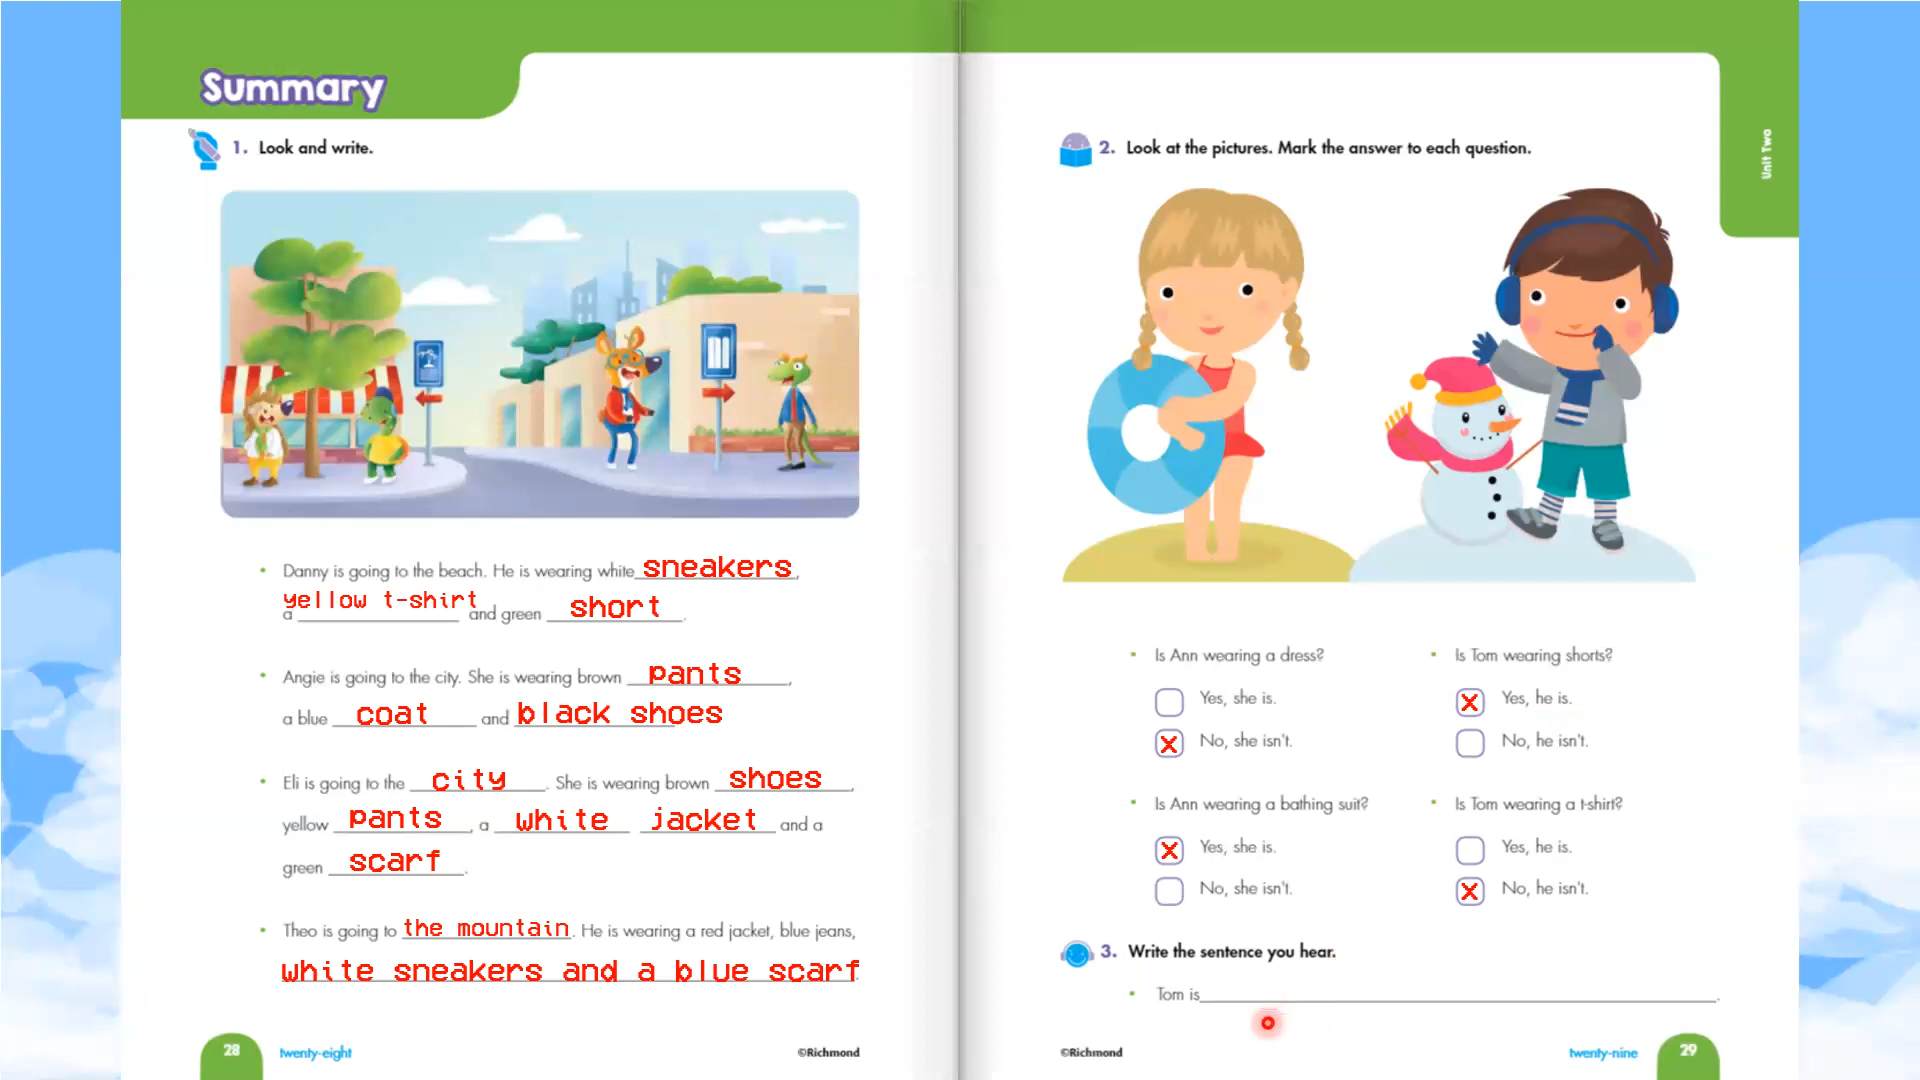 Summary
1. Look and write.
• Danny is going to the beach. He is wearing white sneakers,
a yellow t-shirt and green short.
• Angie is going to the city. She is wearing brown pants,
a blue coat and black shoes
• Eli is going to the city. She is wearing brown shoes,
yellow pants, a white jacket and a
green scarf.
• Theo is going to the mountain. He is wearing a red jacket, blue jeans,
white sneakers and a blue scarf.
28 twenty-eight ©Richmond
Unit Two
2. Look at the pictures. Mark the answer to each question.
• Is Ann wearing a dress?
Yes, she is.
X No, she isn't.
• Is Tom wearing shorts?
X Yes, he is.
No, he isn't.
• Is Ann wearing a bathing suit?
X Yes, she is.
No, she isn't.
• Is Tom wearing a t-shirt?
Yes, he is.
X No, he isn't.
3. Write the sentence you hear.
• Tom is.
©Richmond twenty-nine 29